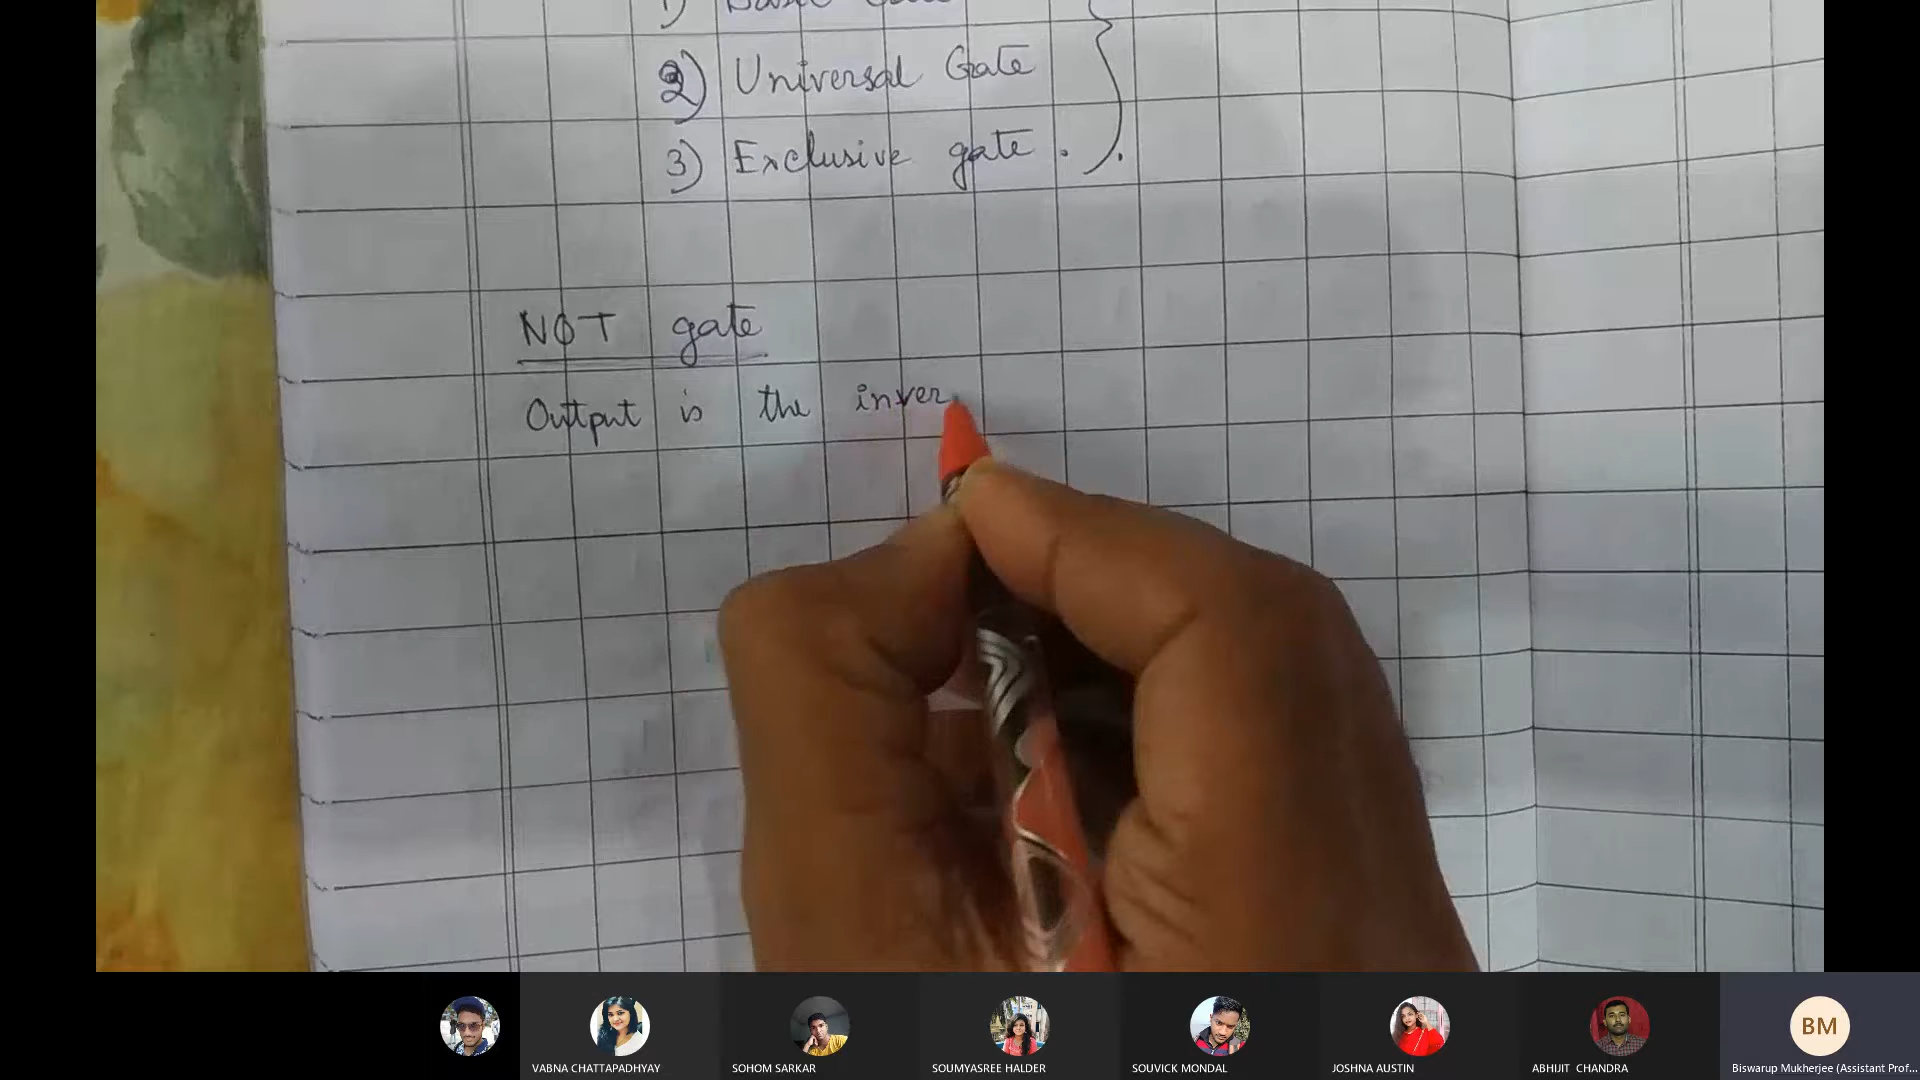 2) Universal Gate
3) Exclusive gate.
NOT gate
Output is the inver
VABNA CHATTAPADHYAY
SOHOM SARKAR
SOUMYASREE HALDER
SOUVICK MONDAL
JOSHNA AUSTIN
ABHIJIT CHANDRA
BM
Biswarup Mukherjee (Assistant Prof...